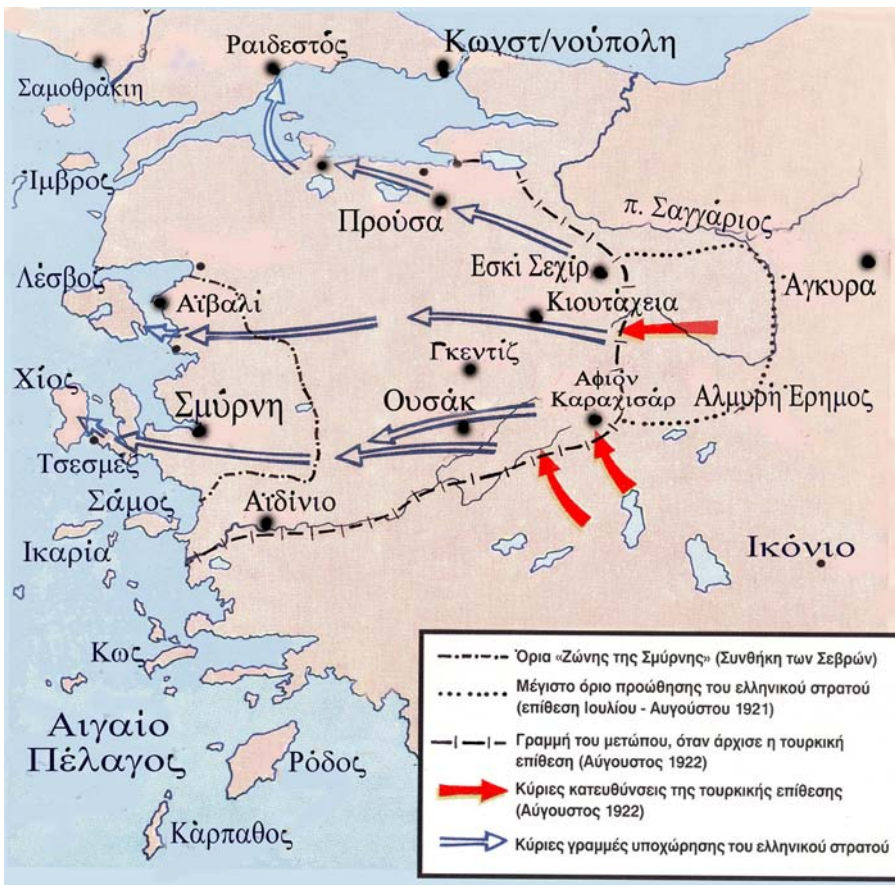 Ραιδεστός
Κωνστ/νούπολη
Σαμοθράκιη
Ίμβρος
Προύσα
π. Σαγγάριος
Λέσβος
Αϊβαλί
Εσκί Σεχίρ
Κιουτάχεια
Άγκυρα
Γκεντίζ
Χίος
Σμύρνη
Ουσάκ
Αφιόν
Καραχισάρ
Αλμυρή Έρημος
Τσεσμές
Σάμος
Αϊδίνιο
Ικαρία
Ικόνιο
Κως
Αιγαίο
Πέλαγος
Ρόδος
Κάρπαθος
Όρια «Ζώνης της Σμύρνης» (Συνθήκη των Σεβρών)
Μέγιστο όριο προώθησης του ελληνικού στρατού
(επίθεση Ιουλίου - Αυγούστου 1921)
Γραμμή του μετώπου, όταν άρχισε η τουρκική
επίθεση (Αύγουστος 1922)
Κύριες κατευθύνσεις της τουρκικής επίθεσης
(Αύγουστος 1922)
Κύριες γραμμές υποχώρησης του ελληνικού στρατού